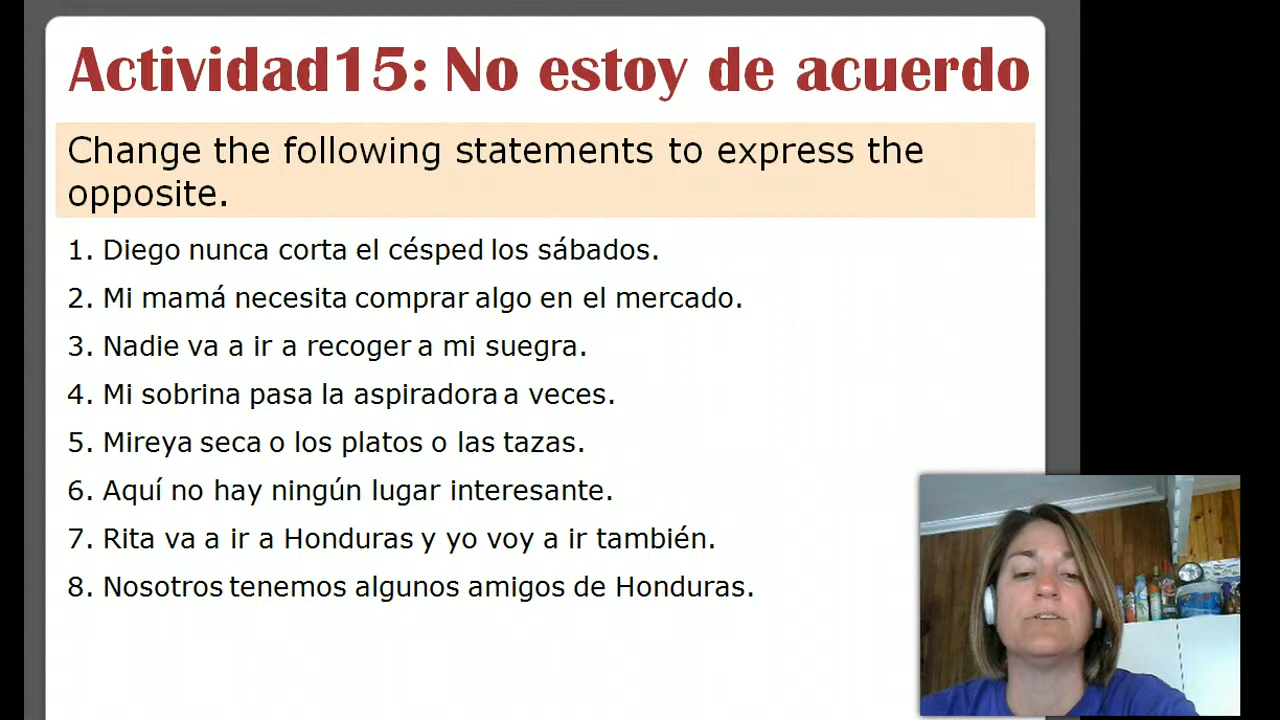 Actividad15: No estoy de acuerdo
Change the following statements to express the
opposite.
1. Diego nunca corta el césped los sábados.
2. Mi mamá necesita comprar algo en el mercado.
3. Nadie va a ir a recoger a mi suegra.
4. Mi sobrina pasa la aspiradora a veces.
5. Mireya seca o los platos o las tazas.
6. Aquí no hay ningún lugar interesante.
7. Rita va a ir a Honduras y yo voy a ir también.
8. Nosotros tenemos algunos amigos de Honduras.